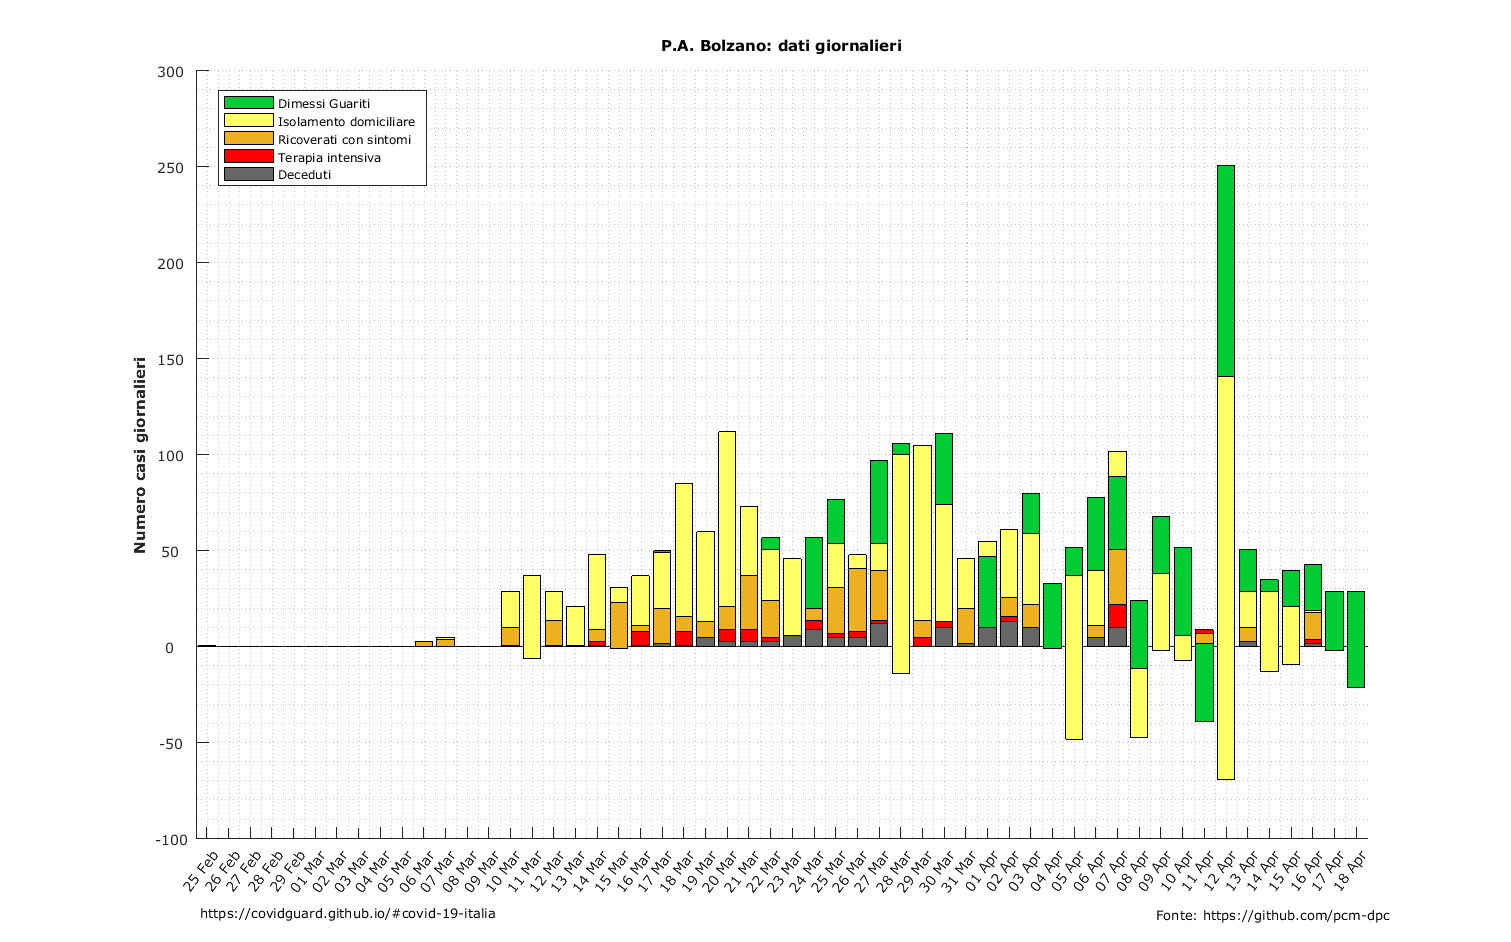 P.A. Bolzano: dati giornalieri
300
250
200
150
100
50
0
-50
-100
Numero casi giornalieri
Dimessi Guariti
Isolamento domiciliare
Ricoverati con sintomi
Terapia intensiva
Deceduti
25 Feb
26 Feb
27 Feb
28 Feb
29 Feb
01 Mar
02 Mar
03 Mar
04 Mar
05 Mar
06 Mar
07 Mar
08 Mar
09 Mar
10 Mar
11 Mar
12 Mar
13 Mar
14 Mar
15 Mar
16 Mar
17 Mar
18 Mar
19 Mar
20 Mar
21 Mar
22 Mar
23 Mar
24 Mar
25 Mar
26 Mar
27 Mar
28 Mar
29 Mar
30 Mar
31 Mar
01 Apr
02 Apr
03 Apr
04 Apr
05 Apr
06 Apr
07 Apr
08 Apr
09 Apr
10 Apr
11 Apr
12 Apr
13 Apr
14 Apr
15 Apr
16 Apr
17 Apr
18 Apr
https://covidguard.github.io/#covid-19-italia
Fonte: https://github.com/pcm-dpc